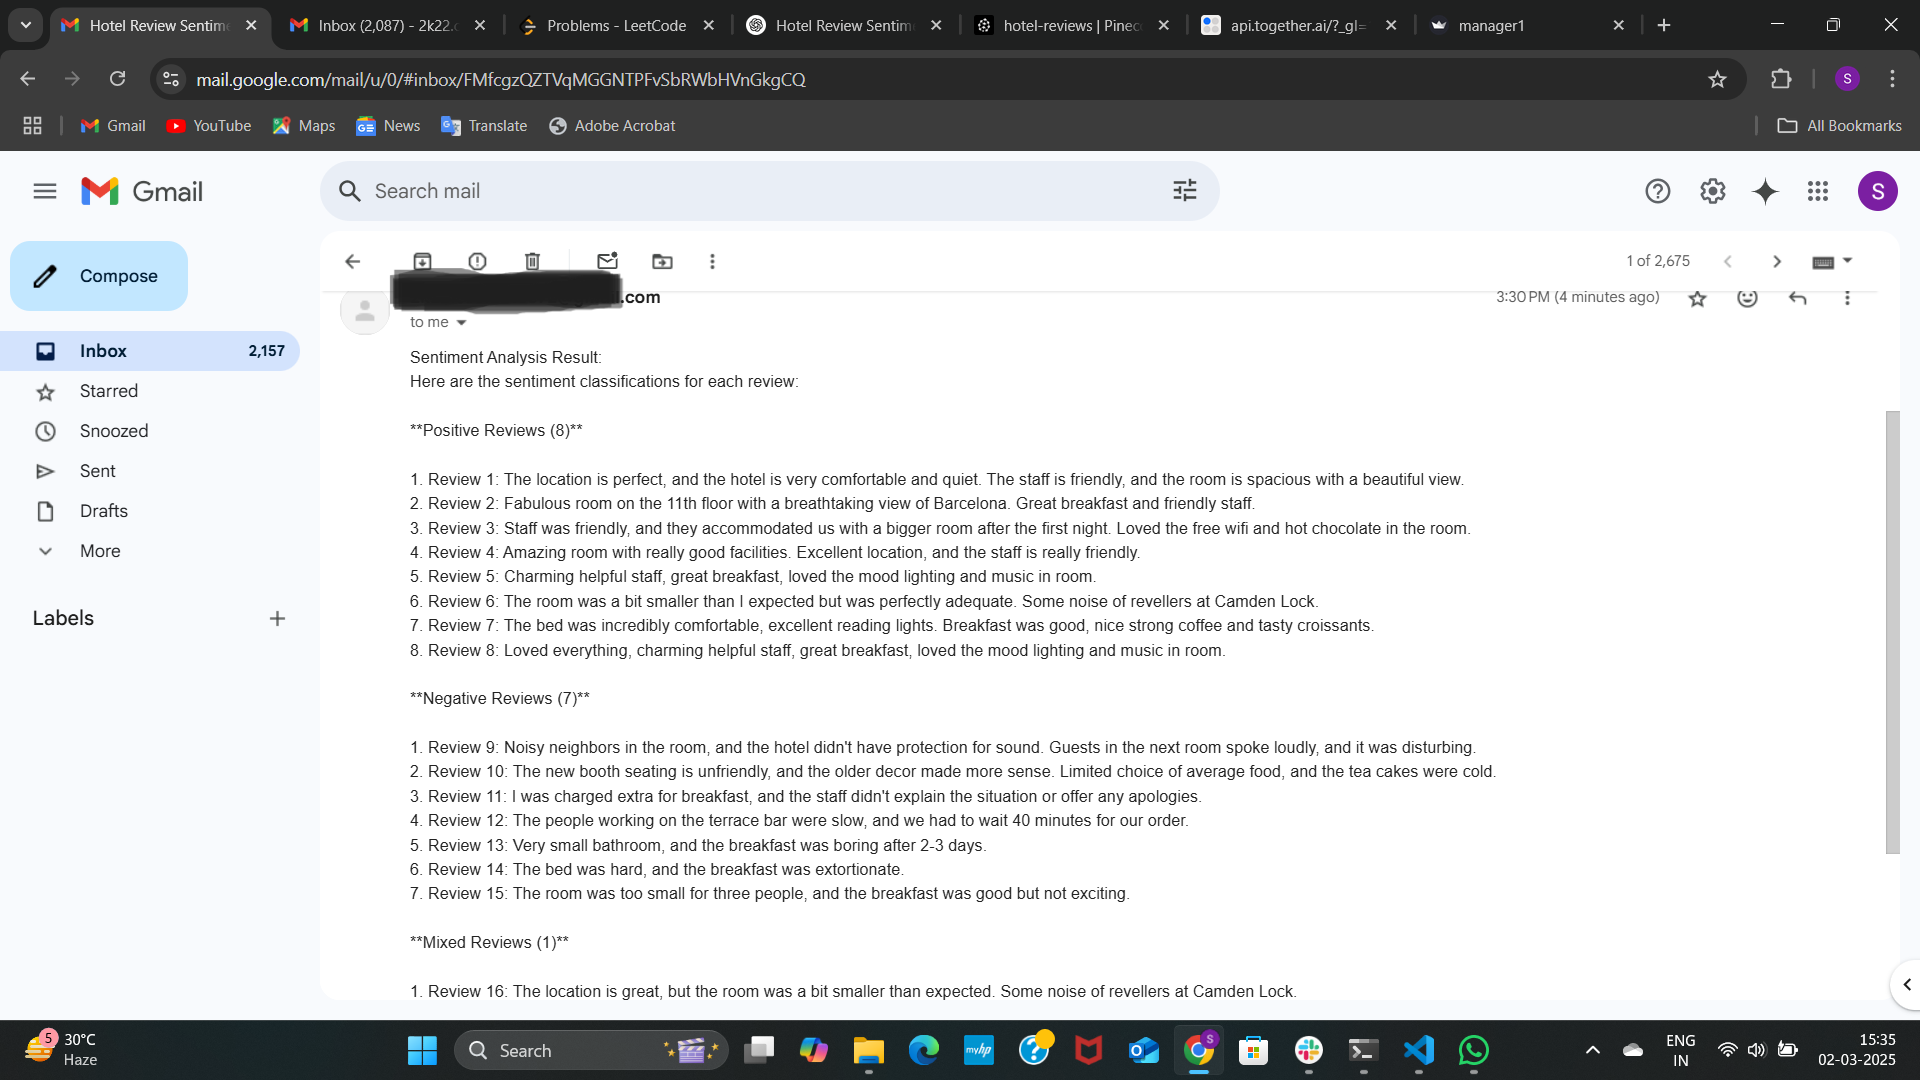 Hotel Review Sentime
Inbox (2,087) - 2k22.c
Problems - LeetCode
Hotel Review Sentim
hotel-reviews | Pinec
api.together.ai/?_gl=
manager1
mail.google.com/mail/u/0/#inbox/FMfcgzQZTVqMGGNTPFvSbRWbHVnGkgCQ
S
Gmail
YouTube
Maps
News
Translate
Adobe Acrobat
All Bookmarks
Gmail
Search mail
S
Compose
1 of 2,675
.com
3:30 PM (4 minutes ago)
to me
Inbox 2,157
Starred
Snoozed
Sent
Drafts
More
Labels
Sentiment Analysis Result:
Here are the sentiment classifications for each review:
**Positive Reviews (8)**
1. Review 1: The location is perfect, and the hotel is very comfortable and quiet. The staff is friendly, and the room is spacious with a beautiful view.
2. Review 2: Fabulous room on the 11th floor with a breathtaking view of Barcelona. Great breakfast and friendly staff.
3. Review 3: Staff was friendly, and they accommodated us with a bigger room after the first night. Loved the free wifi and hot chocolate in the room.
4. Review 4: Amazing room with really good facilities. Excellent location, and the staff is really friendly.
5. Review 5: Charming helpful staff, great breakfast, loved the mood lighting and music in room.
6. Review 6: The room was a bit smaller than I expected but was perfectly adequate. Some noise of revellers at Camden Lock.
7. Review 7: The bed was incredibly comfortable, excellent reading lights. Breakfast was good, nice strong coffee and tasty croissants.
8. Review 8: Loved everything, charming helpful staff, great breakfast, loved the mood lighting and music in room.
**Negative Reviews (7)**
1. Review 9: Noisy neighbors in the room, and the hotel didn't have protection for sound. Guests in the next room spoke loudly, and it was disturbing.
2. Review 10: The new booth seating is unfriendly, and the older decor made more sense. Limited choice of average food, and the tea cakes were cold.
3. Review 11: I was charged extra for breakfast, and the staff didn't explain the situation or offer any apologies.
4. Review 12: The people working on the terrace bar were slow, and we had to wait 40 minutes for our order.
5. Review 13: Very small bathroom, and the breakfast was boring after 2-3 days.
6. Review 14: The bed was hard, and the breakfast was extortionate.
7. Review 15: The room was too small for three people, and the breakfast was good but not exciting.
**Mixed Reviews (1)**
1. Review 16: The location is great, but the room was a bit smaller than expected. Some noise of revellers at Camden Lock.
5
30°C
Haze
Search
myhp
S
ENG
IN
15:35
02-03-2025